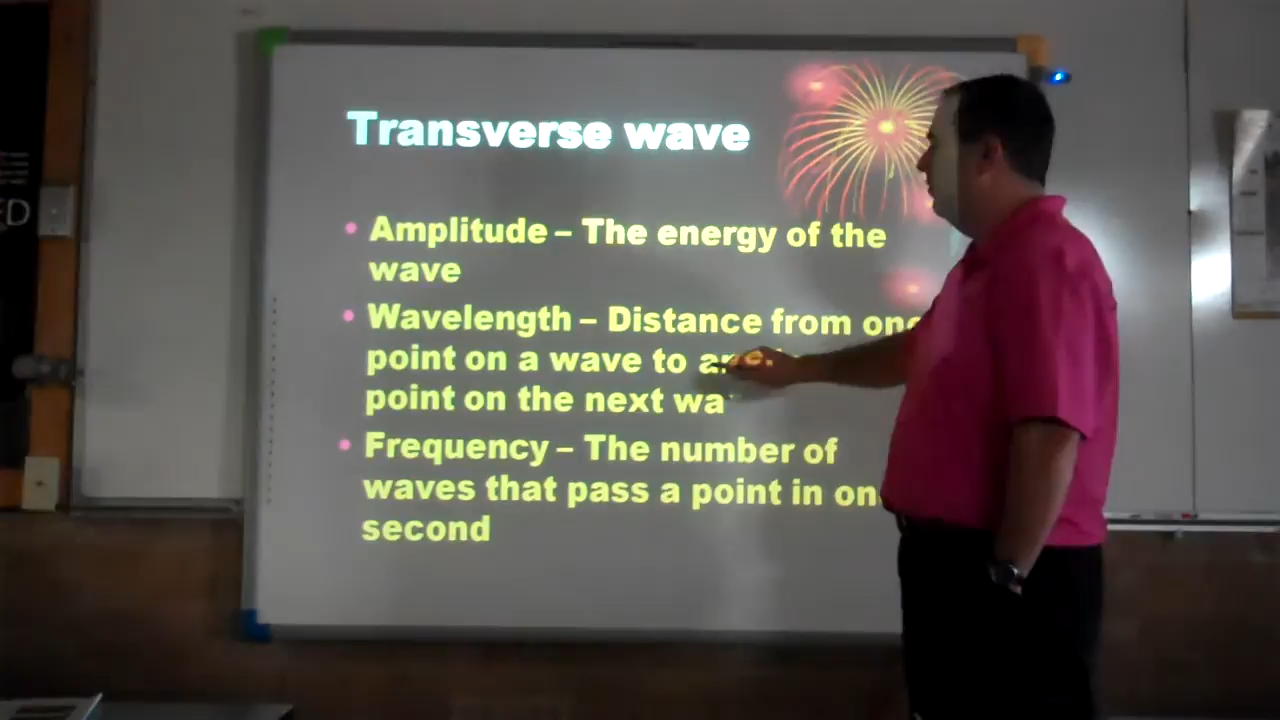 Transverse wave
• Amplitude – The energy of the
wave
• Wavelength – Distance from one
point on a wave to
point on the next
• Frequency – The number of
waves that pass a point in
second
ED